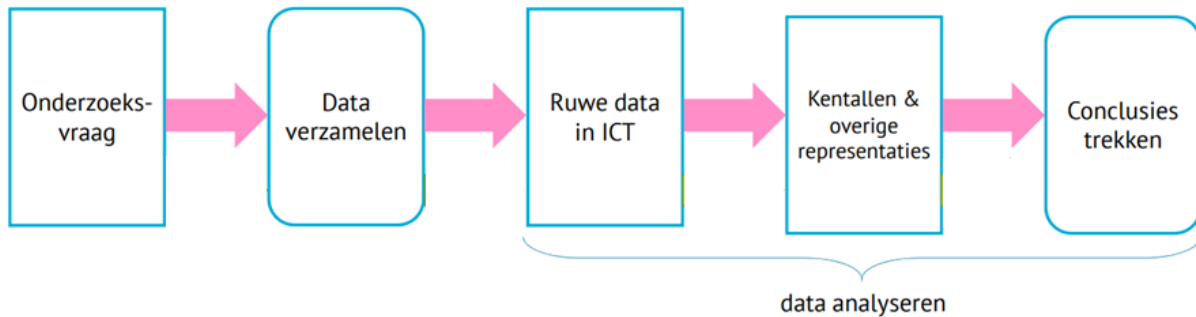 Onderzoeks-
vraag
Data
verzamelen
Ruwe data
in ICT
Kentallen &
overige
representaties
Conclusies
trekken
data analyseren